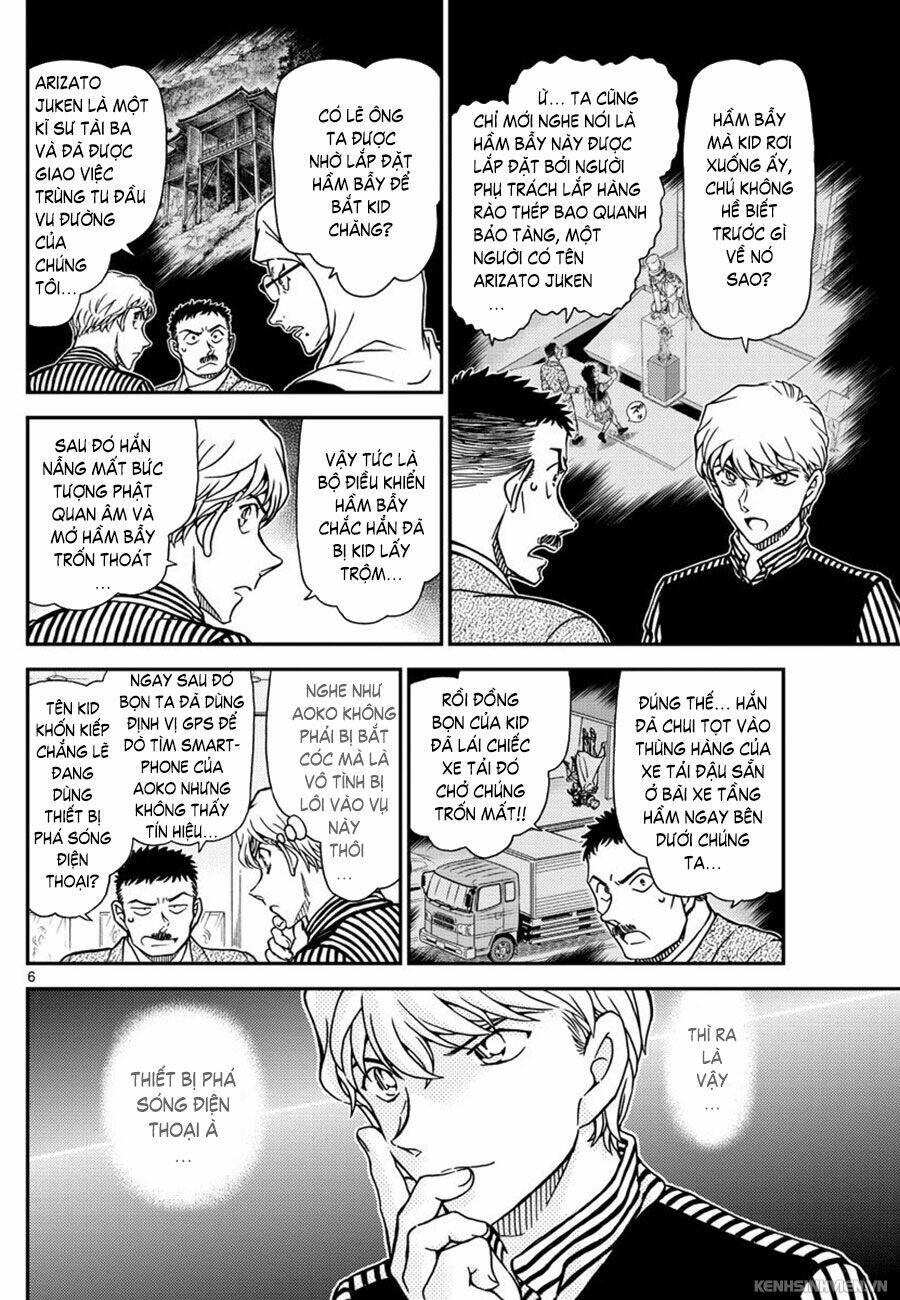 HẦM BẪY
MÀ KID RƠI
XUỐNG ẤY,
CHÚ KHÔNG
HỀ BIẾT
TRƯỚC GÌ
VỀ NÓ
SAO?
Ừ... TA CŨNG
CHỈ MỚI NGHE NÓI LÀ
HẦM BẪY NÀY ĐƯỢC
LẮP ĐẶT BỞI NGƯỜI
PHỤ TRÁCH LẮP HÀNG
RÀO THÉP BAO QUANH
BẢO TÀNG, MỘT
NGƯỜI CÓ TÊN
ARIZATO JUKEN
...
CÓ LẼ ÔNG
TA ĐƯỢC
NHỜ LẮP ĐẶT
HẦM BẪY ĐỂ
BẮT KID
CHĂNG?
ARIZATO
JUKEN LÀ MỘT
KĨ SƯ TÀI BA
VÀ ĐÃ ĐƯỢC
GIAO VIỆC
TRÙNG TU ĐẦU
VU ĐƯỜNG
CỦA
CHÚNG
TÔI...
VẬY TỨC LÀ
BỘ ĐIỀU KHIỂN
HẦM BẪY
CHẮC HẲN ĐÃ
BỊ KID LẤY
TRỘM...
SAU ĐÓ HẮN
NẪNG MẤT BỨC
TƯỢNG PHẬT
QUAN ÂM VÀ
MỞ HẦM BẪY
TRỐN THOÁT
...
ĐÚNG THẾ... HẮN
ĐÃ CHUI TỌT VÀO
THÙNG HÀNG CỦA
XE TẢI ĐẬU SẴN
Ở BÃI XE TẦNG
HẦM NGAY BÊN
DƯỚI CHÚNG
TA...
RỒI ĐỒNG
BỌN CỦA KID
ĐÃ LÁI CHIẾC
XE TẢI ĐÓ
CHỞ CHÚNG
TRỐN MẤT!!
NGHE NHƯ
AOKO KHÔNG
PHẢI BỊ BẮT
CÓC MÀ LÀ
VÔ TÌNH BỊ
LÔI VÀO VỤ
NÀY
THÔI
...
NGAY SAU ĐÓ
BỌN TA ĐÃ DÙNG
ĐỊNH VỊ GPS ĐỂ
DÒ TÌM SMART-
PHONE CỦA
AOKO NHƯNG
KHÔNG THẤY
TÍN HIỆU...
TÊN KID
KHỐN KIẾP
CHẲNG LẼ
ĐANG
DÙNG
THIẾT BỊ
PHÁ SÓNG
ĐIỆN
THOẠI?
6
THÌ RA
LÀ
VẬY
...
THIẾT BỊ PHÁ
SÓNG ĐIỆN
THOẠI À
...
KENHSINHVIEN.VN